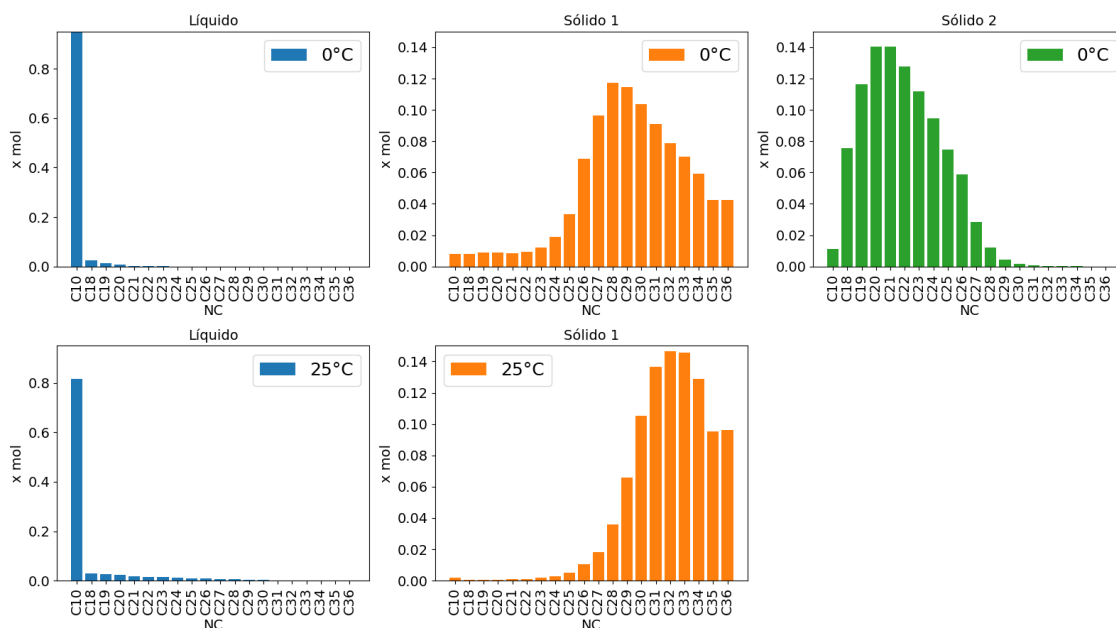 Líquido
0°C
x mol
0.8
0.6
0.4
0.2
0.0
C10 C18 C19 C20 C21 C22 C23 C24 C25 C26 C27 C28 C29 C30 C31 C32 C33 C34 C35 C36
NC
Sólido 1
0°C
x mol
0.14
0.12
0.10
0.08
0.06
0.04
0.02
0.00
C10 C18 C19 C20 C21 C22 C23 C24 C25 C26 C27 C28 C29 C30 C31 C32 C33 C34 C35 C36
NC
Sólido 2
0°C
x mol
0.14
0.12
0.10
0.08
0.06
0.04
0.02
0.00
C10 C18 C19 C20 C21 C22 C23 C24 C25 C26 C27 C28 C29 C30 C31 C32 C33 C34 C35 C36
NC
Líquido
25°C
x mol
0.8
0.6
0.4
0.2
0.0
C10 C18 C19 C20 C21 C22 C23 C24 C25 C26 C27 C28 C29 C30 C31 C32 C33 C34 C35 C36
NC
Sólido 1
25°C
x mol
0.14
0.12
0.10
0.08
0.06
0.04
0.02
0.00
C10 C18 C19 C20 C21 C22 C23 C24 C25 C26 C27 C28 C29 C30 C31 C32 C33 C34 C35 C36
NC